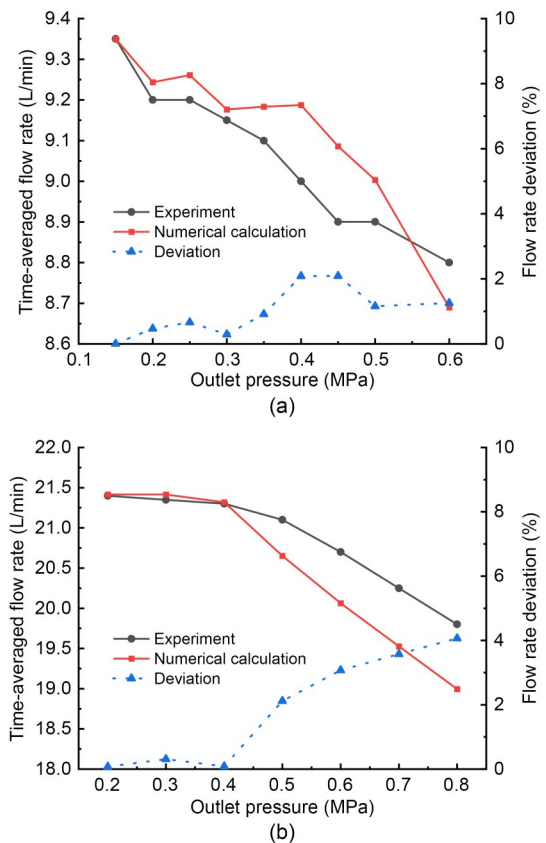 9.4
9.3
9.2
9.1
9.0
8.9
8.8
8.7
8.6
Time-averaged flow rate (L/min)
10
8
6
4
2
0
Flow rate deviation (%)
Experiment
Numerical calculation
Deviation
0.1 0.2 0.3 0.4 0.5 0.6
Outlet pressure (MPa)
(a)
22.0
21.5
21.0
20.5
20.0
19.5
19.0
18.0
Time-averaged flow rate (L/min)
10
8
6
4
2
0
Flow rate deviation (%)
Experiment
Numerical calculation
Deviation
0.2 0.3 0.4 0.5 0.6 0.7 0.8
Outlet pressure (MPa)
(b)